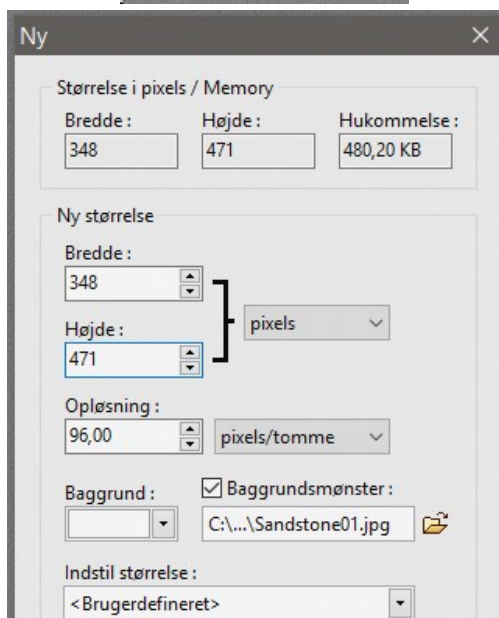 Ny
Størrelse i pixels / Memory
Bredde :
Højde :
Hukommelse :
348
471
480,20 KB
Ny størrelse
Bredde :
348
pixels
Højde :
471
Opløsning :
96,00
pixels/tomme
Baggrund :
Baggrundsmønster :
C:\...\Sandstone01.jpg
Indstil størrelse :
<Brugerdefineret>